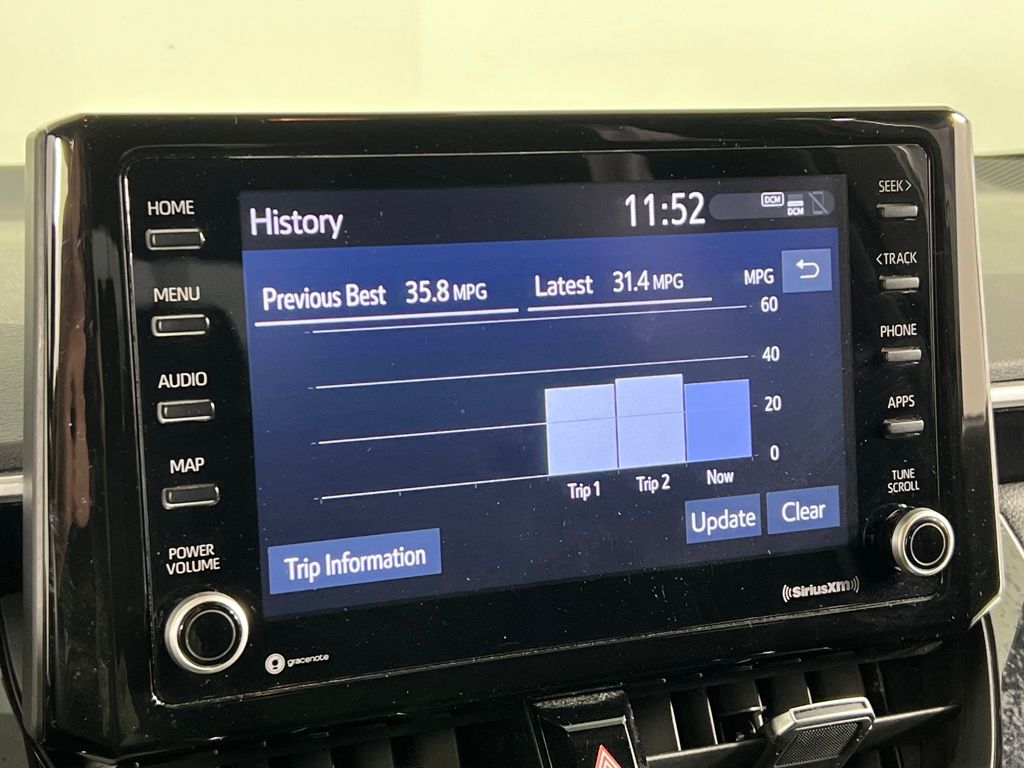 HOME
MENU
AUDIO
MAP
POWER
VOLUME
History
11:52
DCM
DCM
Previous Best 35.8 MPG
Latest 31.4 MPG
MPG
60
40
20
0
Trip 1
Trip 2
Now
Update
Clear
Trip Information
gracenote
((SiriusXM))
SEEK>
<TRACK
PHONE
APPS
TUNE
SCROLL